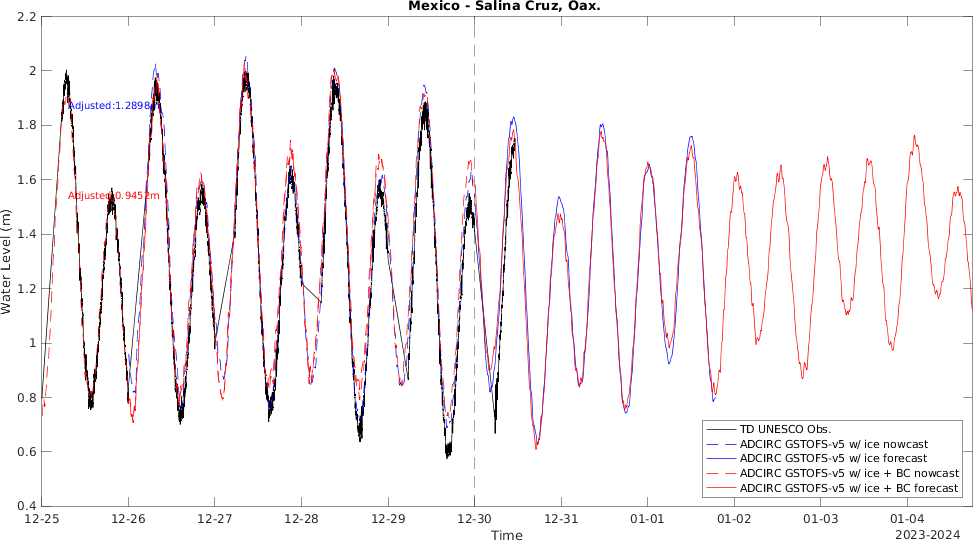 Mexico - Salina Cruz, Oax.
2.2
2
1.8
1.6
1.4
1.2
1
0.8
0.6
0.4
Water Level (m)
Adjusted:1.2898
Adjusted:0.9452m
TD UNESCO Obs.
ADCIRC GSTOFS-v5 w/ ice nowcast
ADCIRC GSTOFS-v5 w/ ice forecast
ADCIRC GSTOFS-v5 w/ ice + BC nowcast
ADCIRC GSTOFS-v5 w/ ice + BC forecast
12-25 12-26 12-27 12-28 12-29 12-30 12-31 01-01 01-02 01-03 01-04
Time
2023-2024